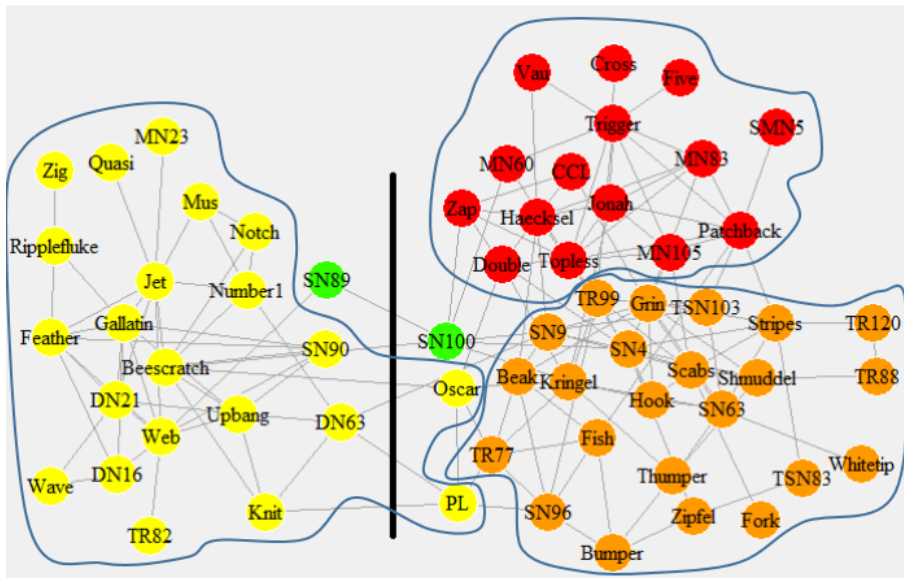 Vau
Cross
Five
Trigger
SMN5
MN23
Quasi
Zig
MN60
CCL
MN83
Mus
Zap
Haecksel
Jonah
Patchback
Notch
Ripplefluke
Double
Topless
MN105
SN89
Jet
Number1
TR99
Grin
TSN103
Feather
Gallatin
SN100
SN9
Stripes
TR120
SN90
SN4
Beescratch
Oscar
Beak
Kringel
Scabs
Shmuddel
TR88
DN21
Upbang
DN63
Hook
SN63
Web
Fish
TR77
Wave
DN16
Thumper
TSN83
Whitetip
Knit
PL
SN96
Zipfel
Fork
TR82
Bumper